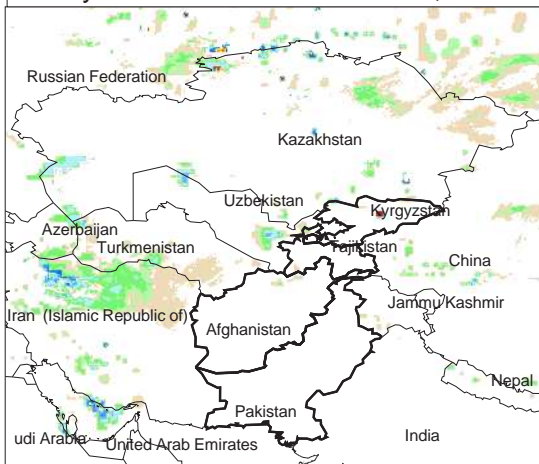 Russian Federation
Kazakhstan
Uzbekistan
Kyrgyzstan
Azerbaijan
Turkmenistan
Tajikistan
China
Jammu/Kashmir
Iran (Islamic Republic of)
Afghanistan
Nepal
Pakistan
udi Arabia
United Arab Emirates
India